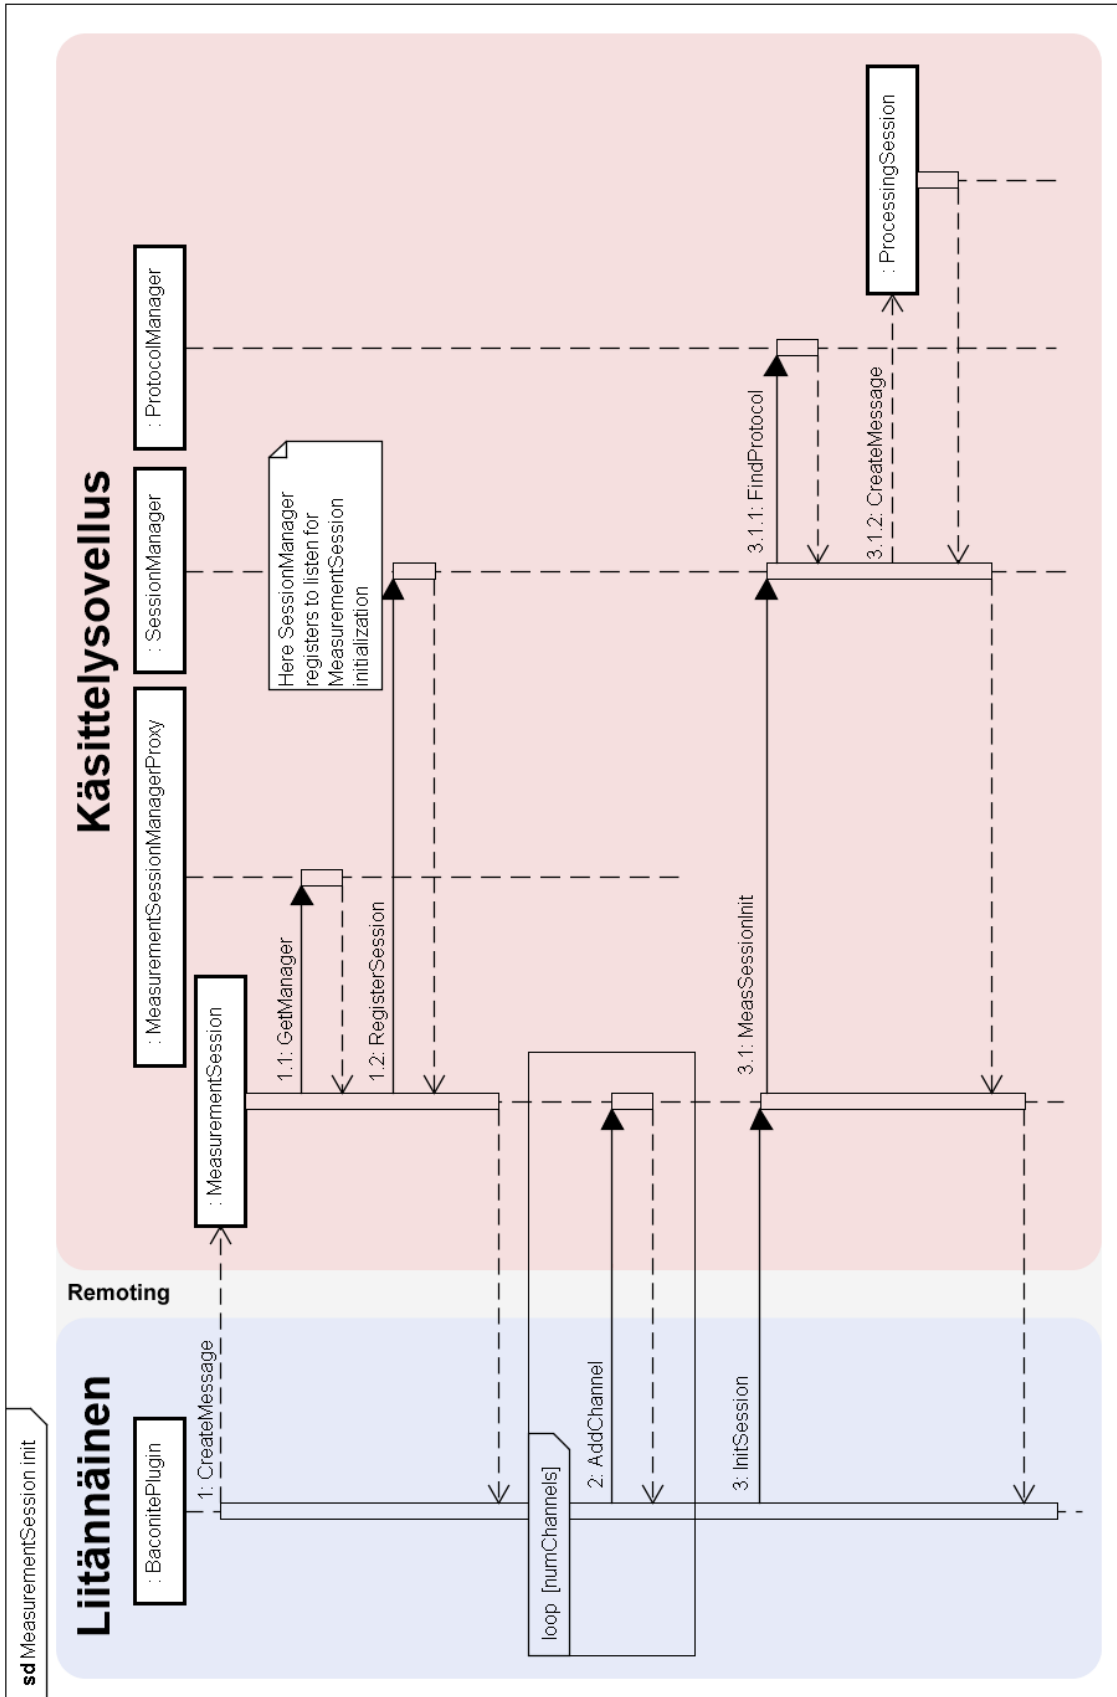 sd MeasurementSession init
Liitännäinen
Remoting
Käsittelysovellus
: BaconitePlugin
: MeasurementSession
: MeasurementSessionManagerProxy
: SessionManager
: ProtocolManager
1: CreateMessage
1.1: GetManager
Here SessionManager
registers to listen for
MeasurementSession
initialization
1.2: RegisterSession
loop [numChannels]
2: AddChannel
3: InitSession
3.1: MeasSessionInit
3.1.1: FindProtocol
3.1.2: CreateMessage
: ProcessingSession